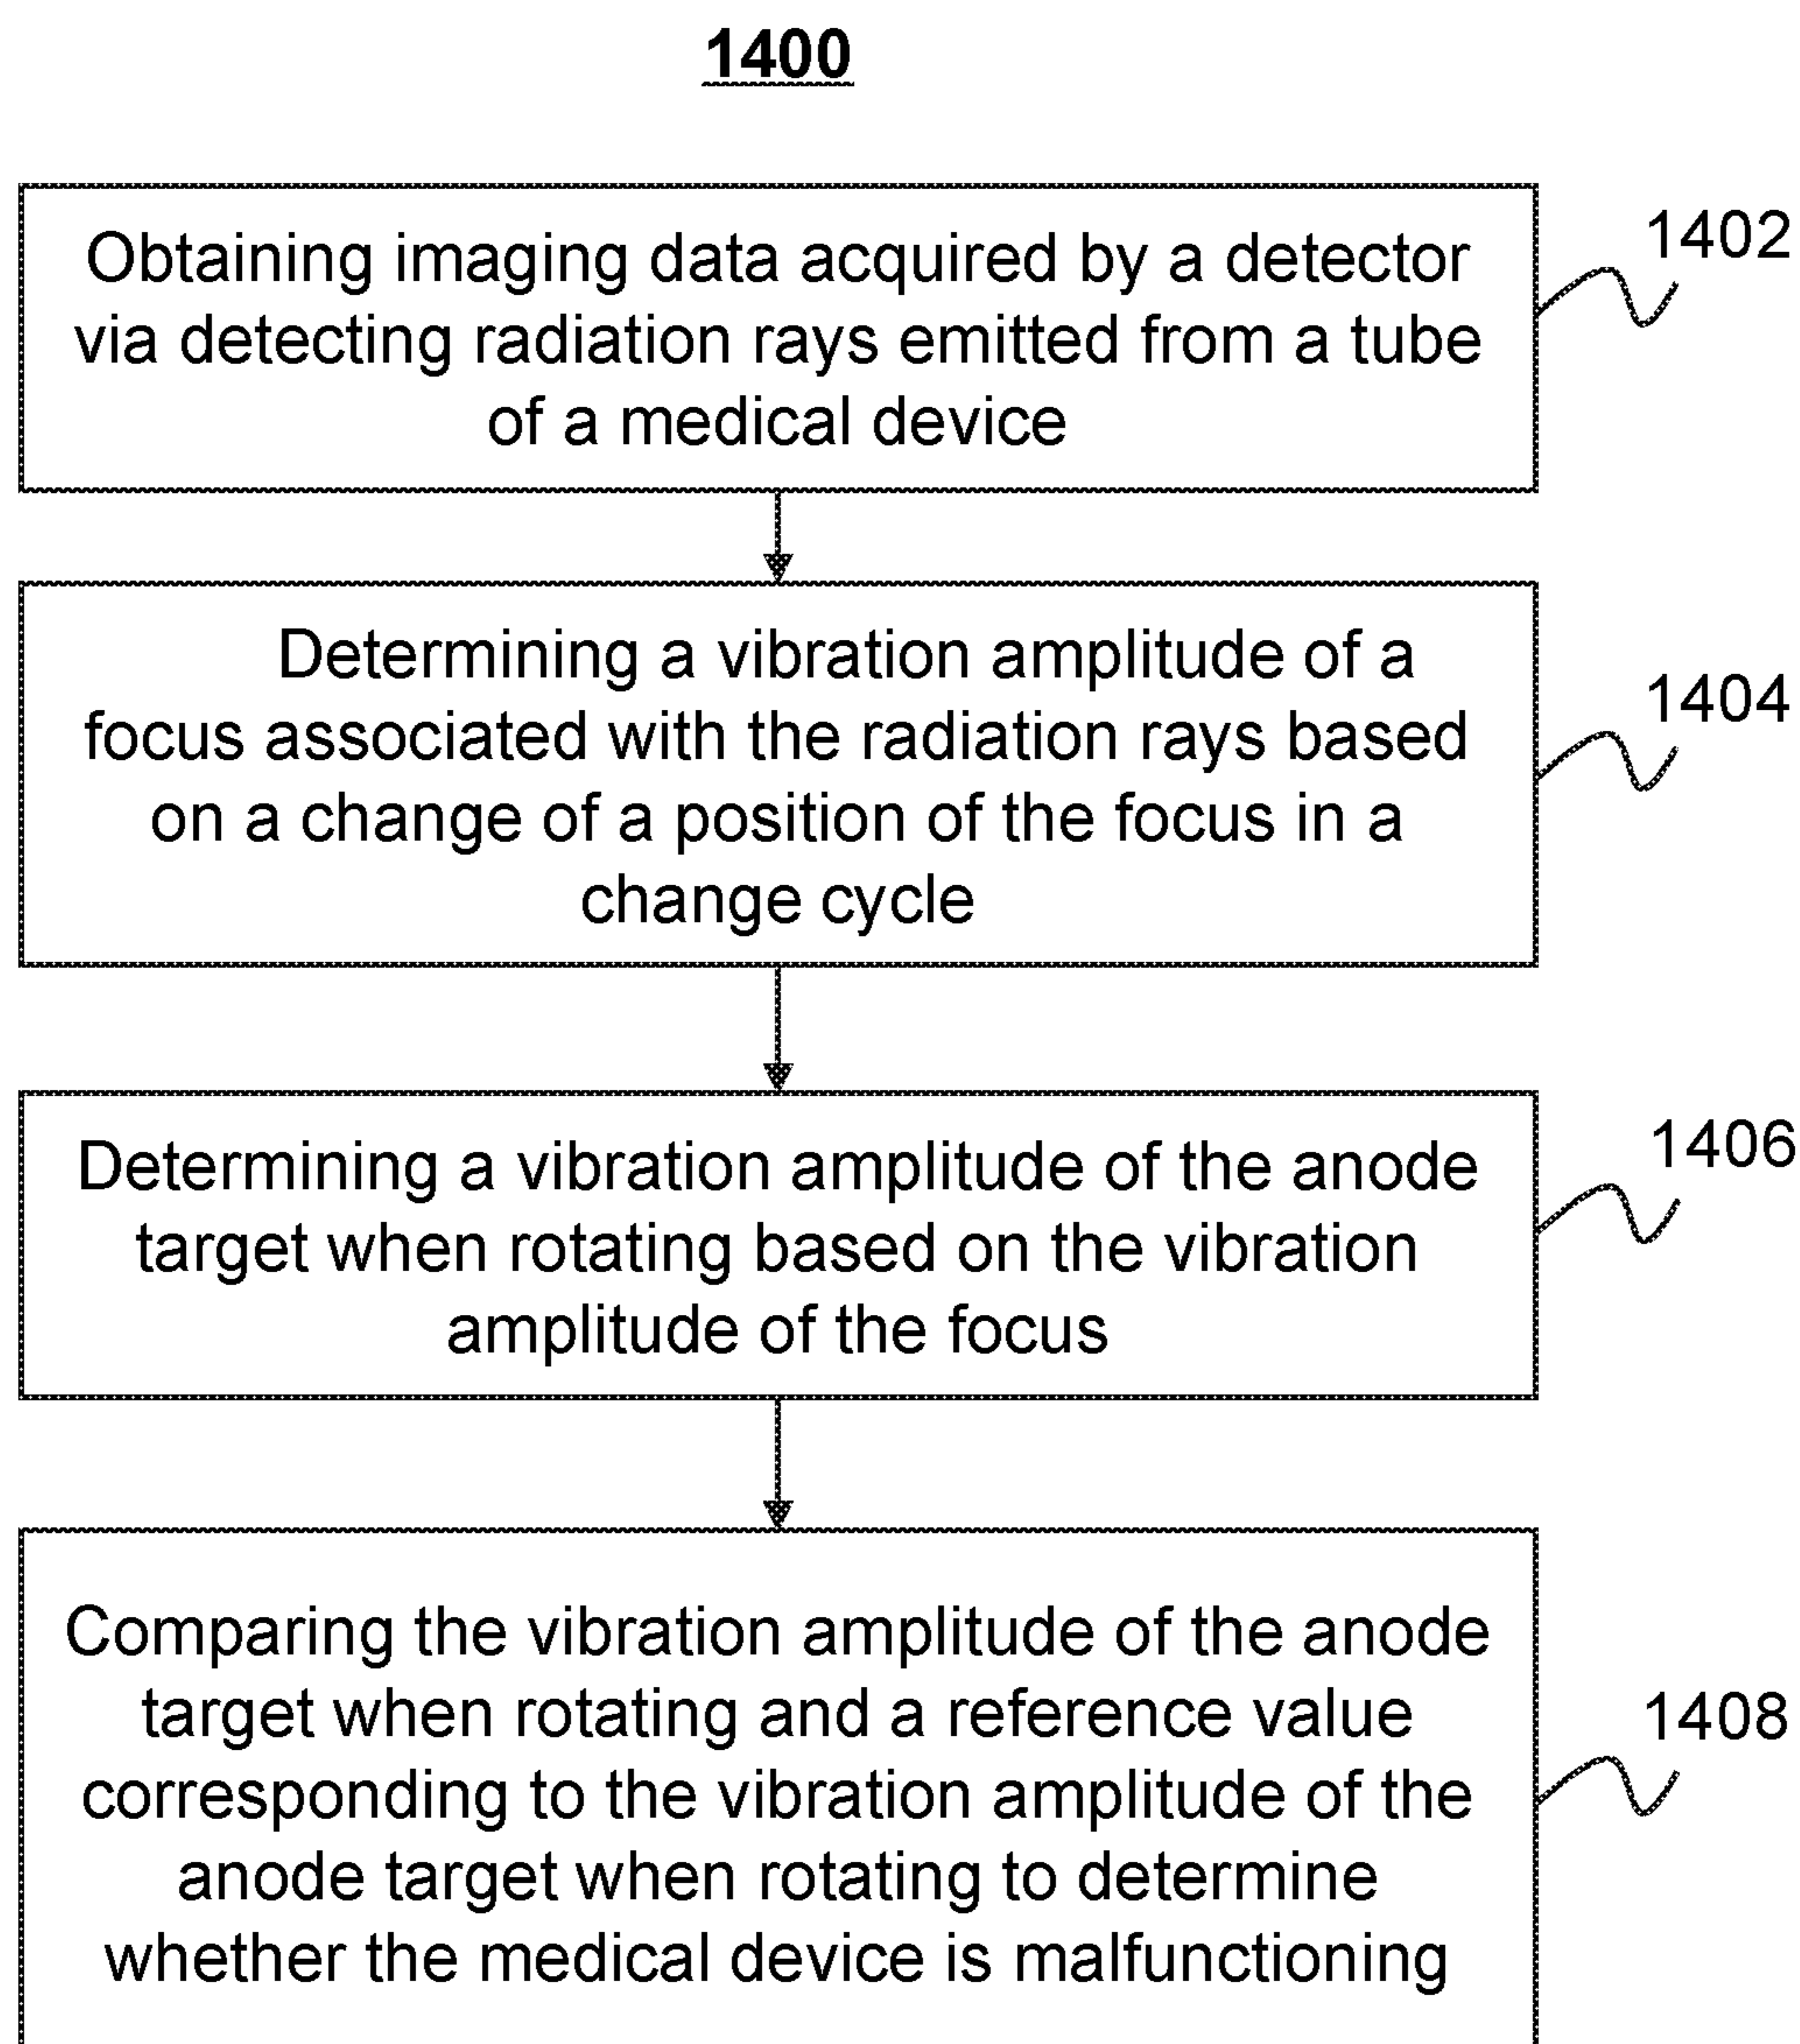 1400
Obtaining imaging data acquired by a detector
via detecting radiation rays emitted from a tube
of a medical device
1402
Determining a vibration amplitude of a
focus associated with the radiation rays based
on a change of a position of the focus in a
change cycle
1404
Determining a vibration amplitude of the anode
target when rotating based on the vibration
amplitude of the focus
1406
Comparing the vibration amplitude of the anode
target when rotating and a reference value
corresponding to the vibration amplitude of the
anode target when rotating to determine
whether the medical device is malfunctioning
1408